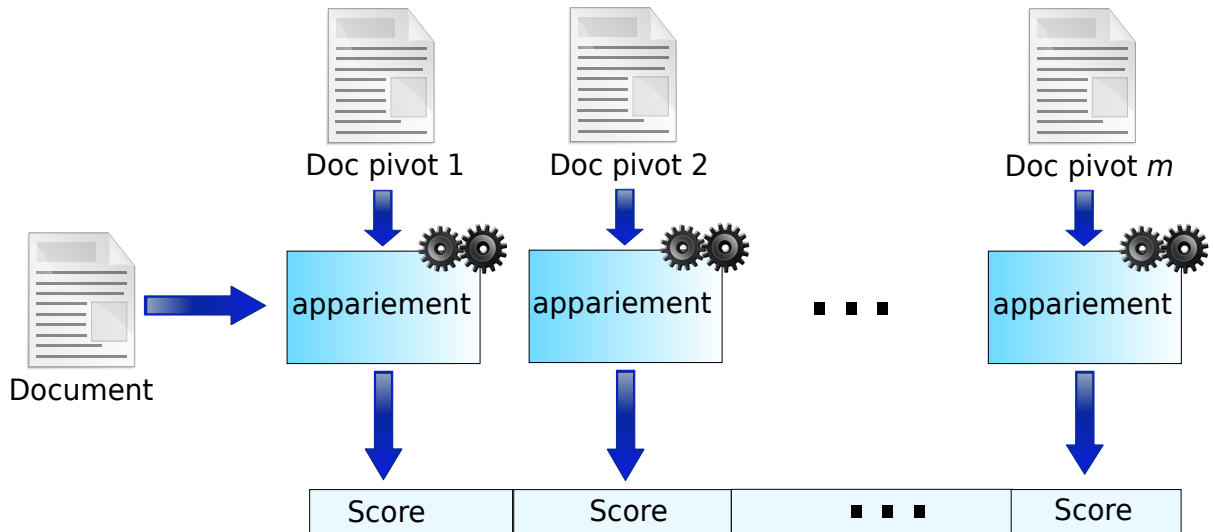 Doc pivot 1
Doc pivot 2
Doc pivot m
appariement
appariement
. . .
appariement
Document
Score
Score
. . .
Score